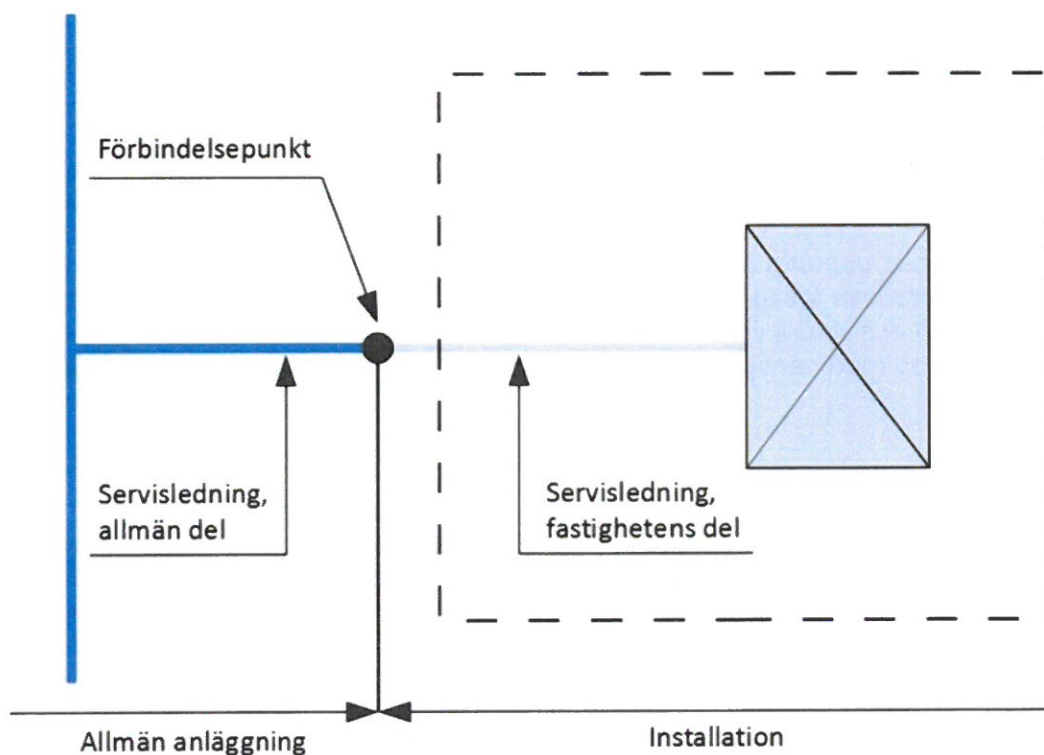 Förbindelsepunkt
Servisledning,
allmän del
Servisledning,
fastighetens del
Allmän anläggning
Installation